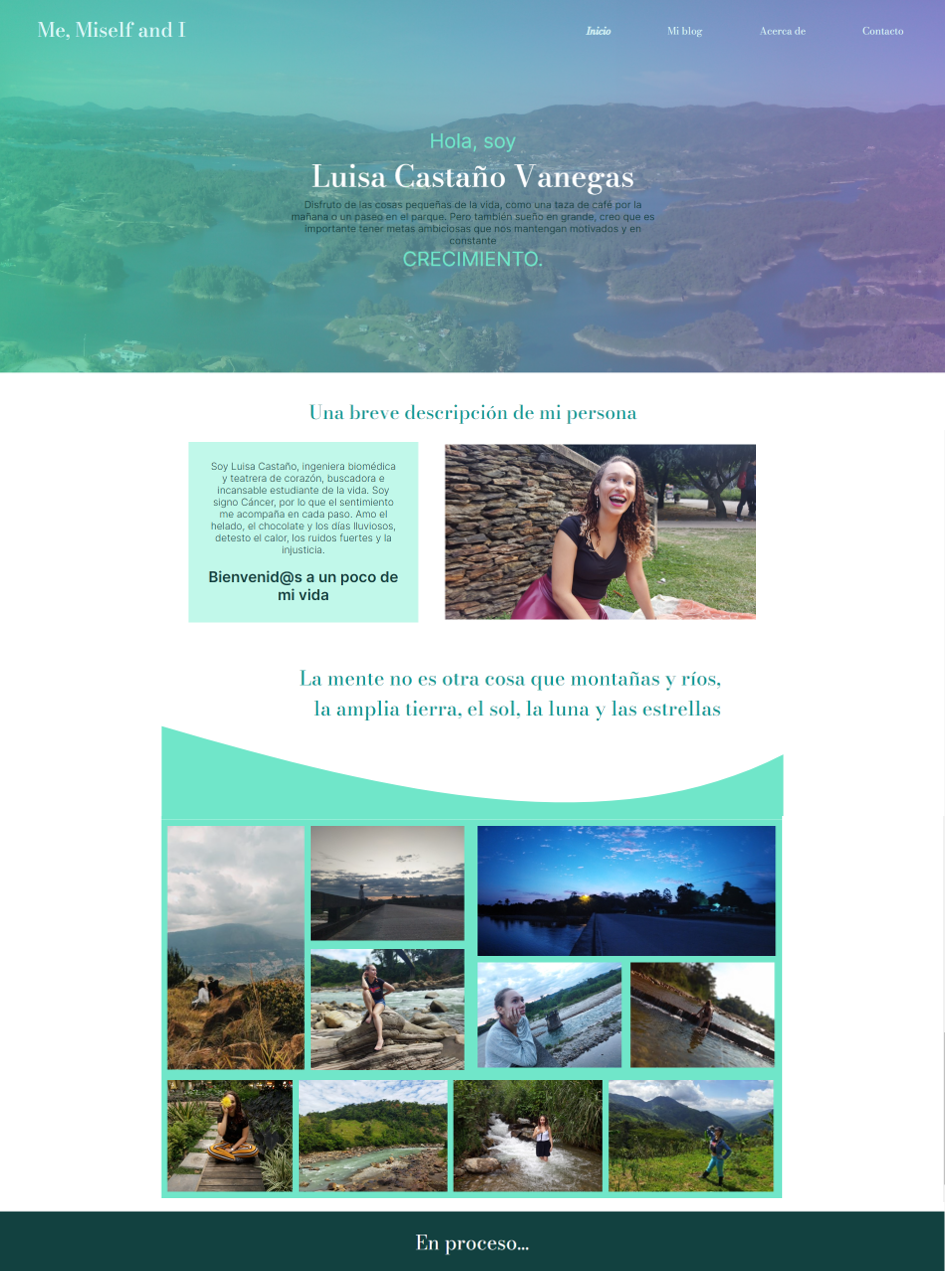 Me, Miself and I
Inicio
Mi blog
Acerca de
Contacto
Hola, soy
Luisa Castaño Vanegas
Disfruto de las cosas pequeñas de la vida, como una taza de café por la
mañana o un paseo en el parque. Pero también sueño en grande, creo que es
importante tener metas ambiciosas que nos mantengan motivados y en
constante
CRECIMIENTO.
Una breve descripción de mi persona
Soy Luisa Castaño, ingeniera biomédica
y teatrera de corazón, buscadora e
incansable estudiante de la vida. Soy
signo Cáncer, por lo que el sentimiento
me acompaña en cada paso. Amo el
helado, el chocolate y los días lluviosos,
detesto el calor, los ruidos fuertes y la
injusticia.
Bienvenid@s a un poco de
mi vida
La mente no es otra cosa que montañas y ríos,
la amplia tierra, el sol, la luna y las estrellas
En proceso...